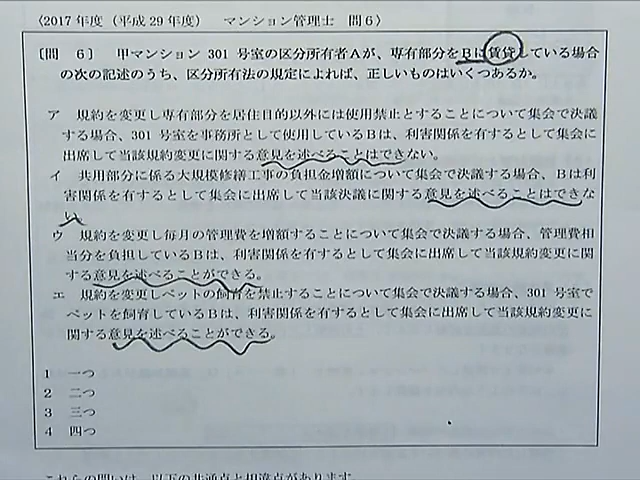 〈2017年度（平成29年度）　マンション管理士　問6〉
〔問　6〕　甲マンション301号室の区分所有者Aが、専有部分をBに賃貸している場合
の次の記述のうち、区分所有法の規定によれば、正しいものはいくつあるか。
ア　規約を変更し専有部分を居住目的以外には使用禁止とすることについて集会で決議
する場合、301号室を事務所として使用しているBは、利害関係を有するとして集会に
出席して当該規約変更に関する意見を述べることはできない。
イ　共用部分に係る大規模修繕工事の負担金増額について集会で決議する場合、Bは利
害関係を有するとして集会に出席して当該決議に関する意見を述べることはできな
い
ウ　規約を変更し毎月の管理費を増額することについて集会で決議する場合、管理費相
当分を負担しているBは、利害関係を有するとして集会に出席して当該規約変更に関
する意見を述べることができる。
エ　規約を変更しペットの飼育を禁止することについて集会で決議する場合、301号室で
ペットを飼育しているBは、利害関係を有するとして集会に出席して当該規約変更に
関する意見を述べることができる。
1　一つ
2　二つ
3　三つ
4　四つ
これらの問いは、以下の共通点と相違点があります。